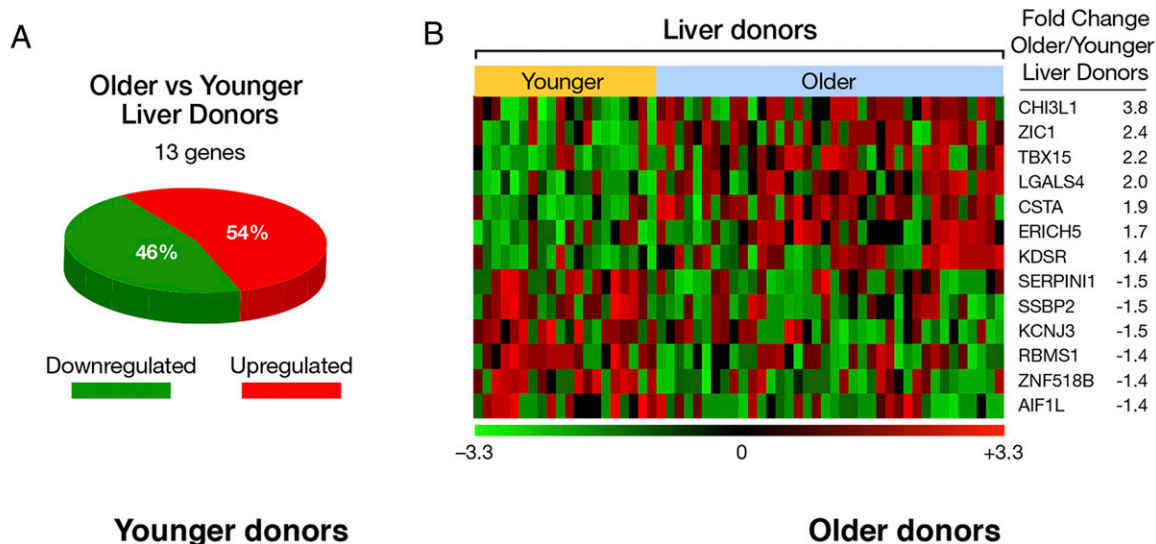 A
Older vs Younger
Liver Donors
13 genes
46%
54%
Downregulated
Upregulated
B
Liver donors
Younger
Older
Fold Change
Older/Younger
Liver Donors
CHI3L1 3.8
ZIC1 2.4
TBX15 2.2
LGALS4 2.0
CSTA 1.9
ERICH5 1.7
KDSR 1.4
SERPINI1 -1.5
SSBP2 -1.5
KCNJ3 -1.5
RBMS1 -1.4
ZNF518B -1.4
AIF1L -1.4
−3.3 0 +3.3
Younger donors
Older donors